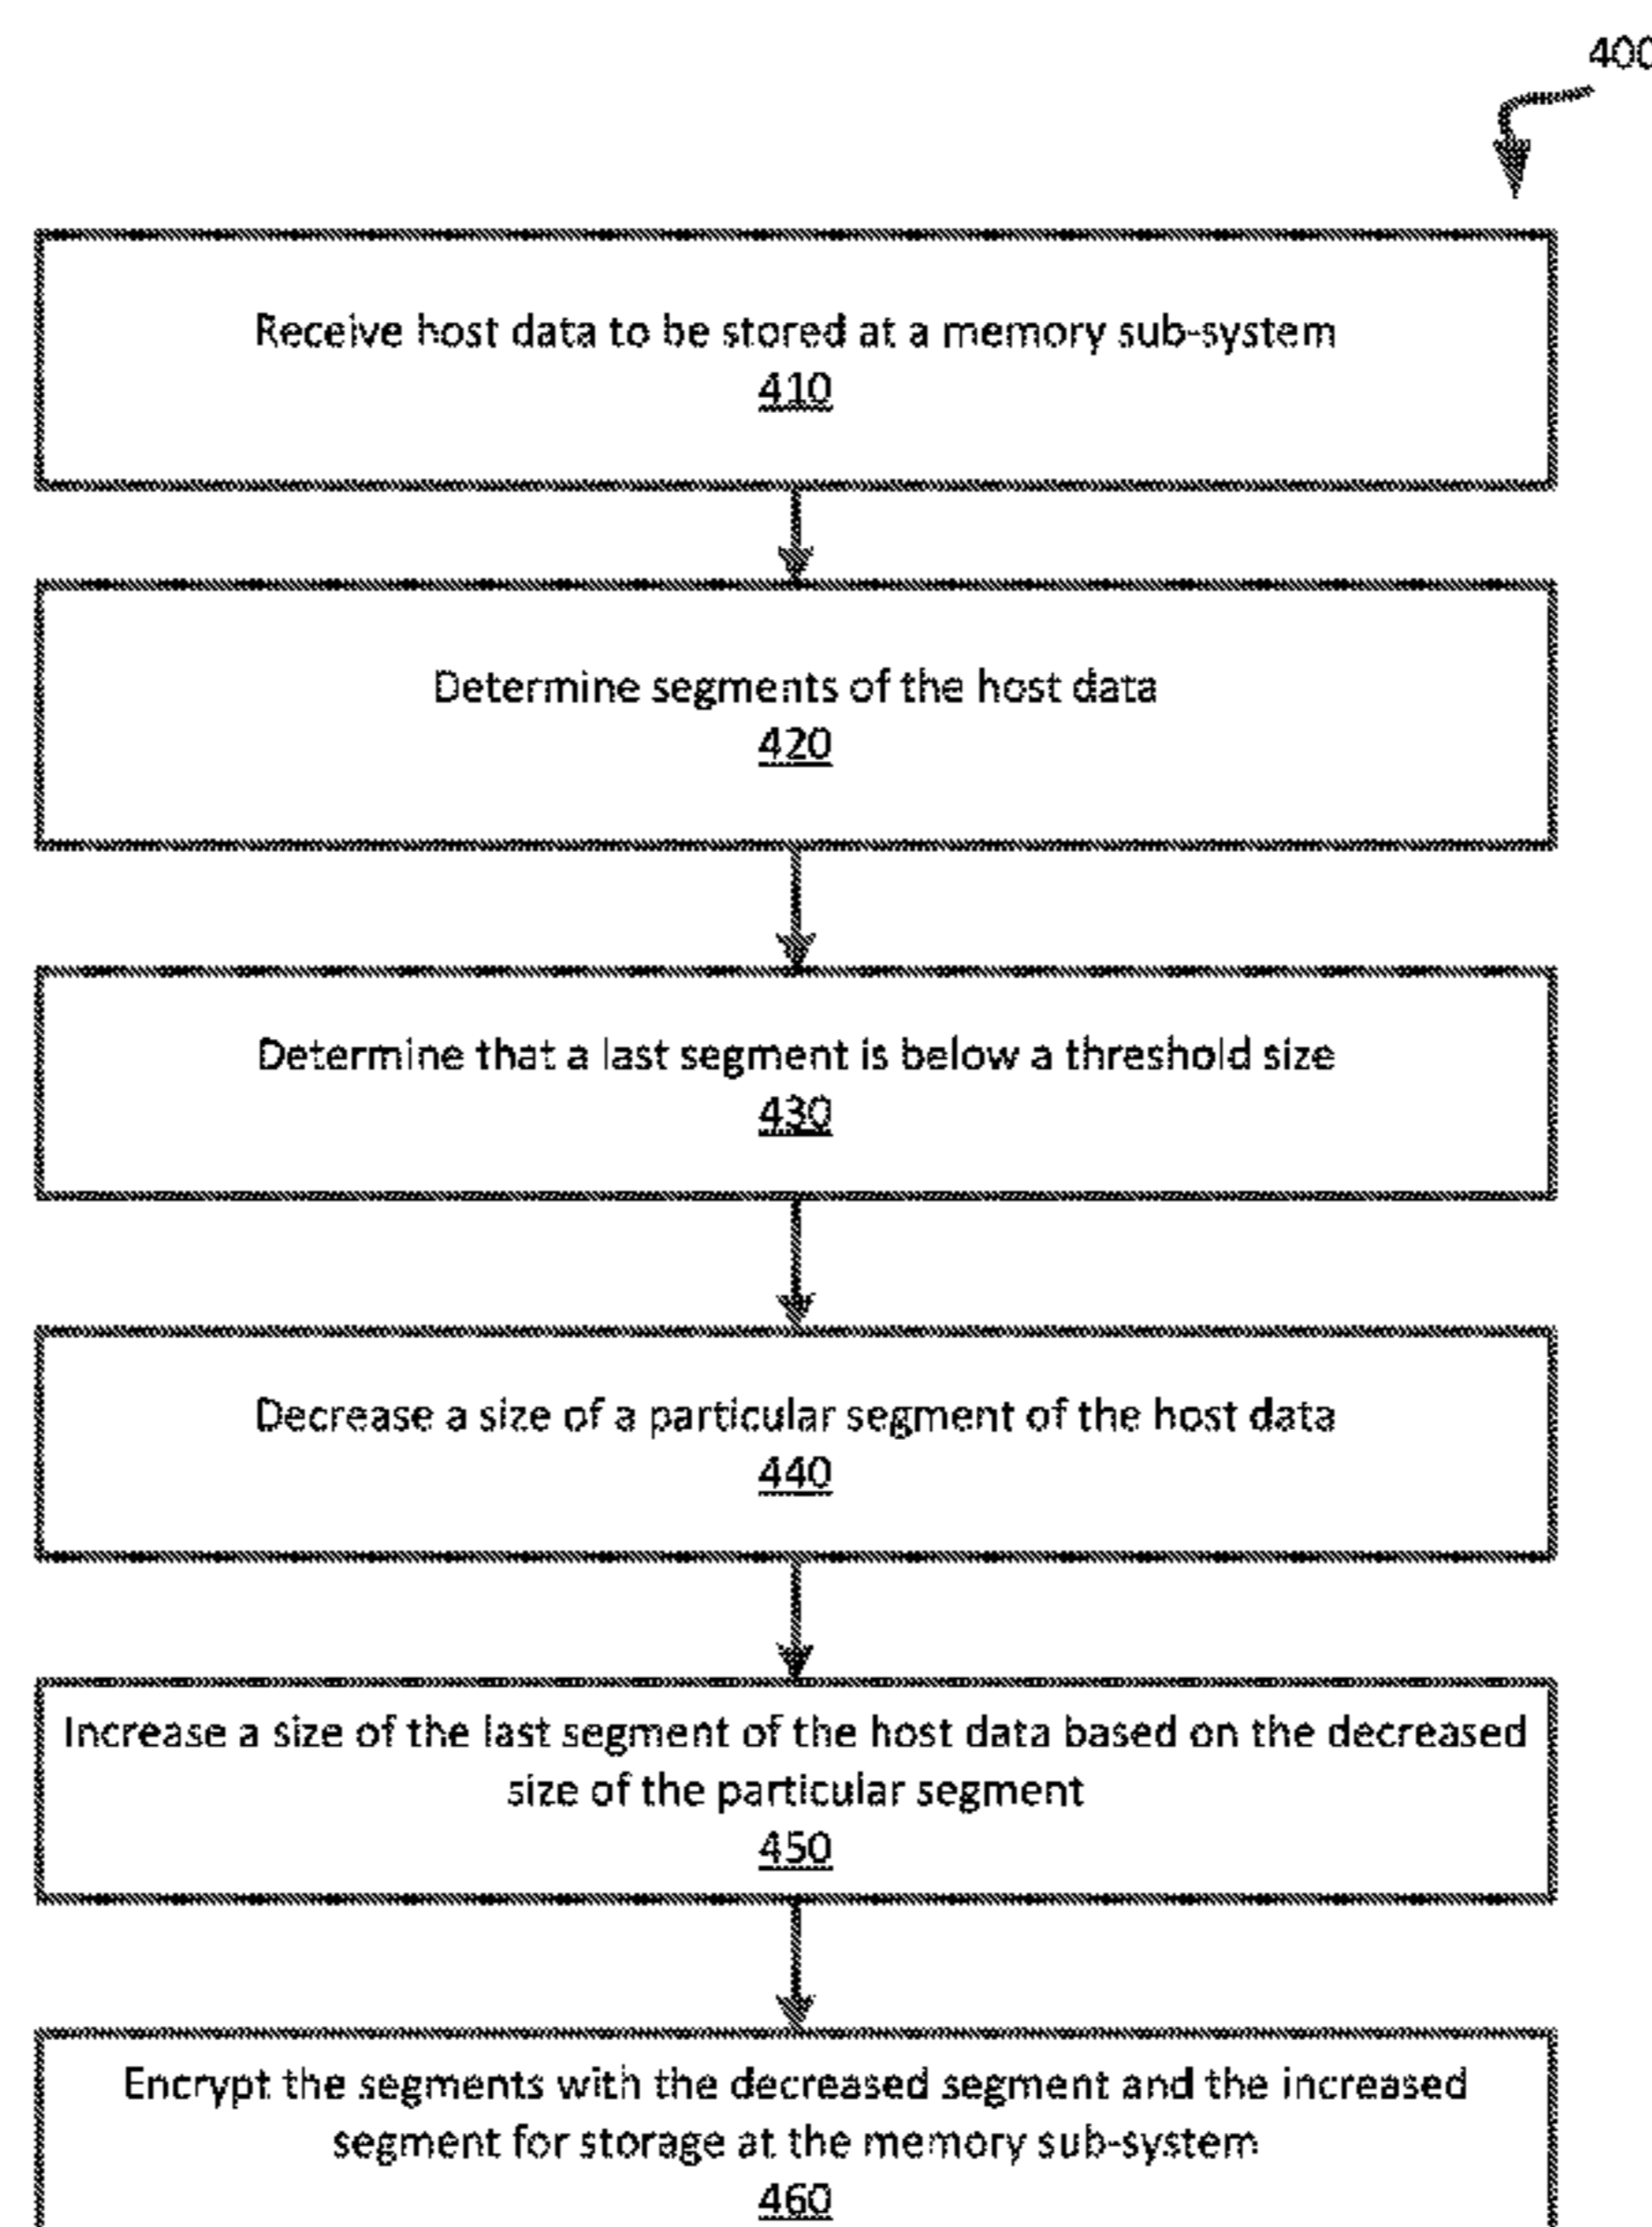 400
Receive host data to be stored at a memory sub-system
410
Determine segments of the host data
420
Determine that a last segment is below a threshold size
430
Decrease a size of a particular segment of the host data
440
Increase a size of the last segment of the host data based on the decreased
size of the particular segment
450
Encrypt the segments with the decreased segment and the increased
segment for storage at the memory sub-system
460